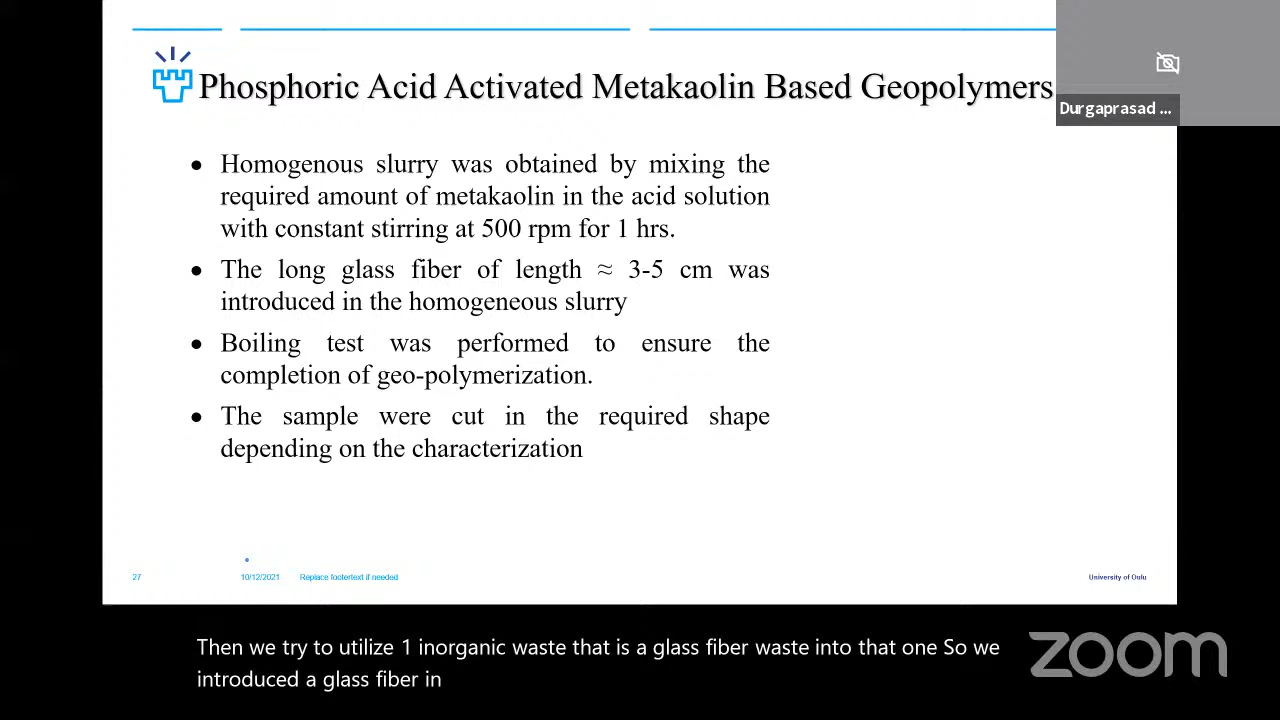 Phosphoric Acid Activated Metakaolin Based Geopolymers
Durgaprasad ...
• Homogenous slurry was obtained by mixing the
required amount of metakaolin in the acid solution
with constant stirring at 500 rpm for 1 hrs.
• The long glass fiber of length ≈ 3-5 cm was
introduced in the homogeneous slurry
• Boiling test was performed to ensure the
completion of geo-polymerization.
• The sample were cut in the required shape
depending on the characterization
27 10/12/2021 Replace footertext if needed University of Oulu
Then we try to utilize 1 inorganic waste that is a glass fiber waste into that one So we
introduced a glass fiber in
zoom